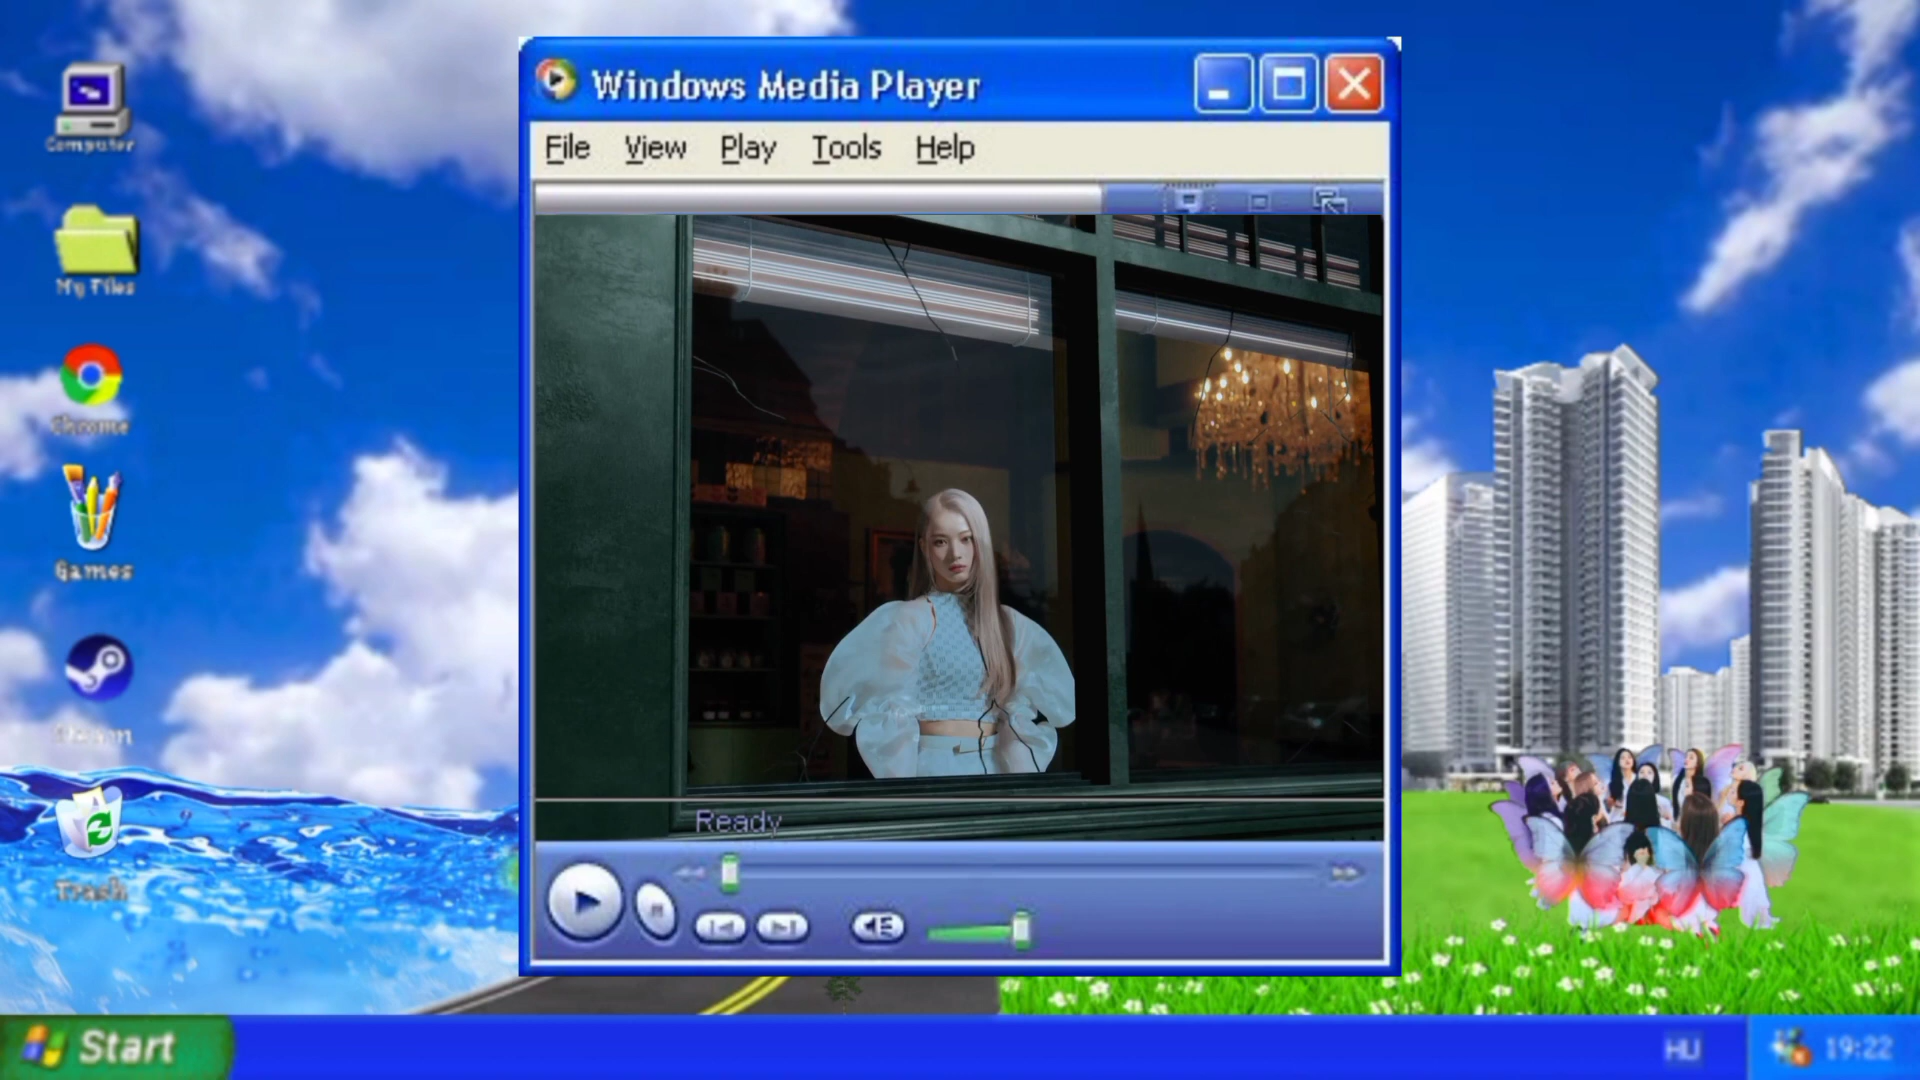 Computer
My Files
Chrome
Games
Trash
Windows Media Player
File View Play Tools Help
Ready
Start
HU
19:22